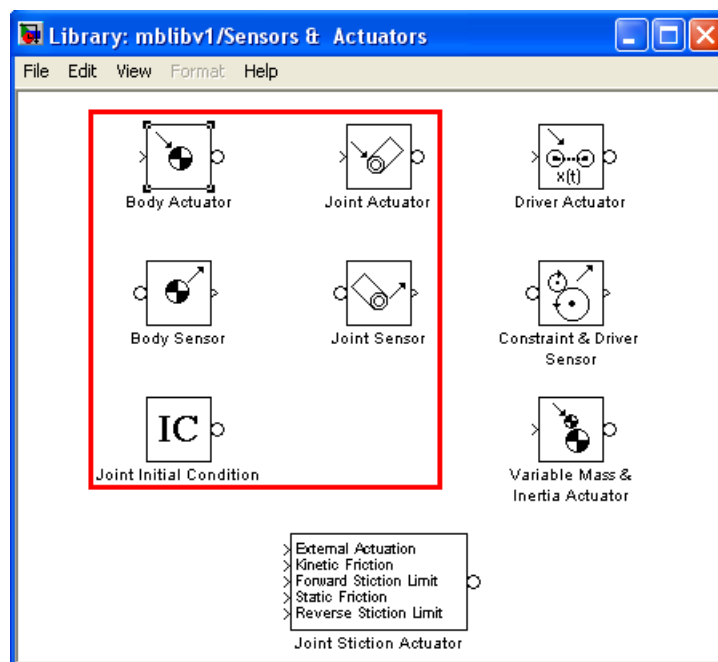 Library: mblibv1/Sensors & Actuators
File Edit View Format Help
Body Actuator
Joint Actuator
x(t)
Driver Actuator
Body Sensor
Joint Sensor
Constraint & Driver
Sensor
IC
Joint Initial Condition
Variable Mass &
Inertia Actuator
External Actuation
Kinetic Friction
Forward Stiction Limit
Static Friction
Reverse Stiction Limit
Joint Stiction Actuator